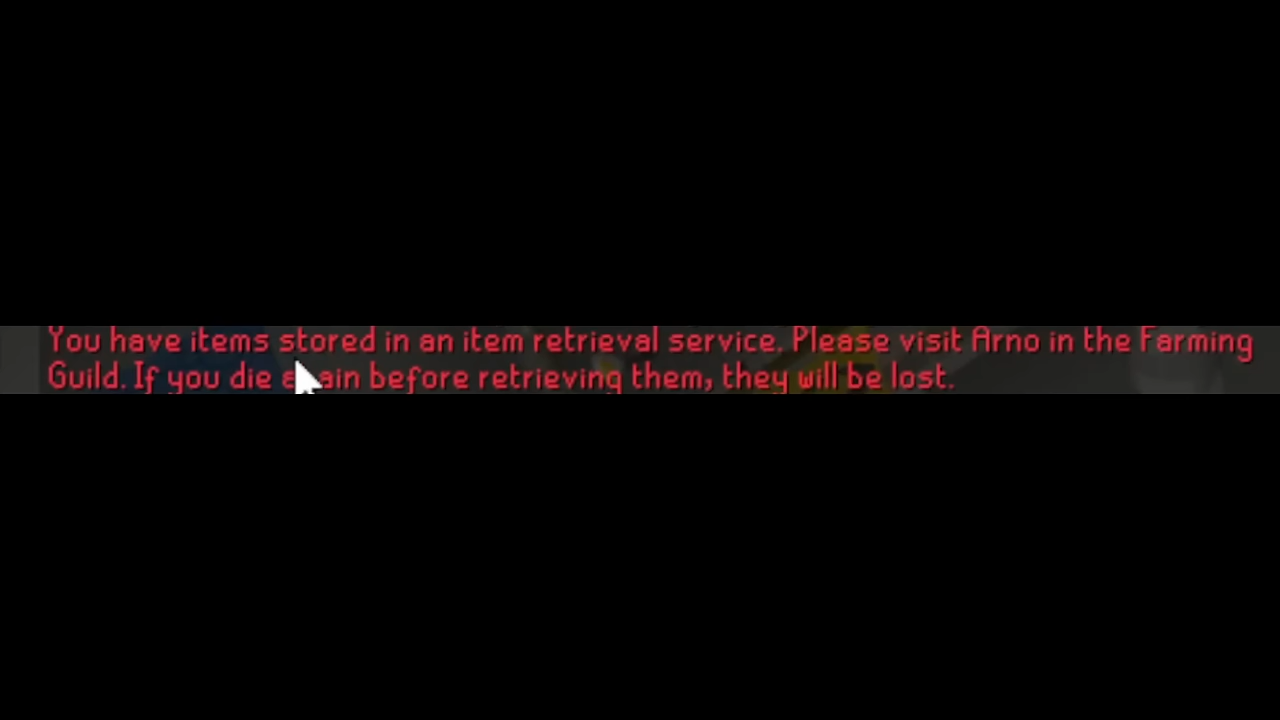 You have items stored in an item retrieval service. Please visit Arno in the Farming
Guild. If you die again before retrieving them, they will be lost.